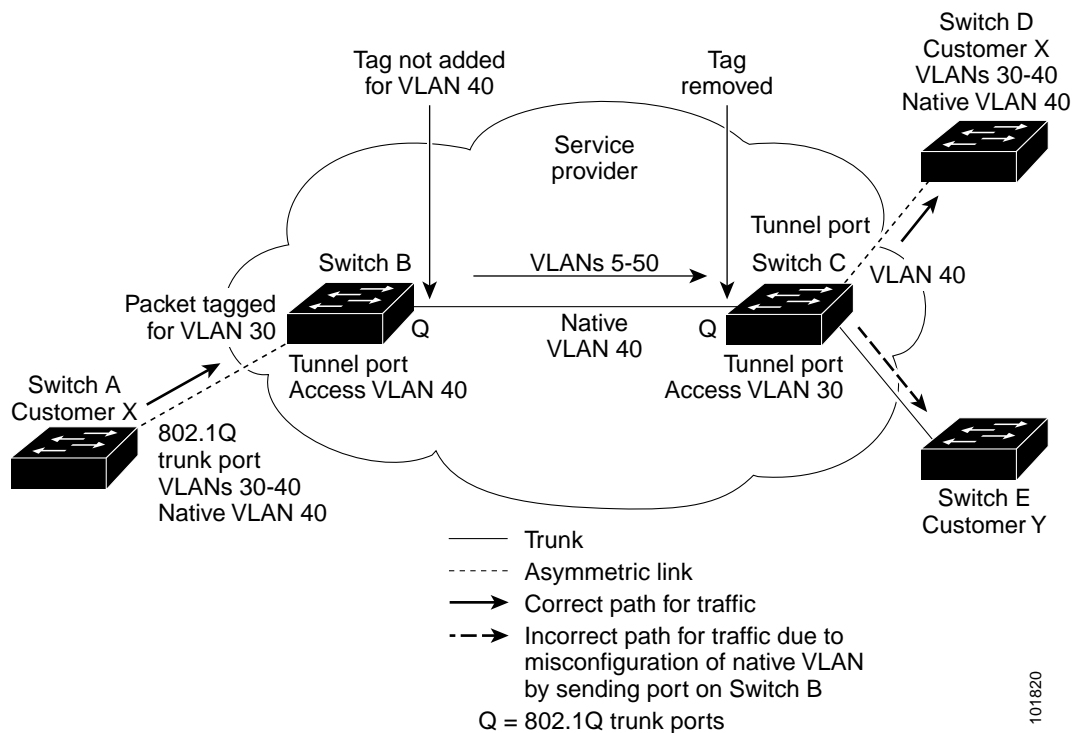 Switch D
Customer X
VLANs 30-40
Native VLAN 40
Tag not added
for VLAN 40
Tag
removed
Service
provider
Tunnel port
Switch B
VLANs 5-50
Switch C
VLAN 40
Packet tagged
for VLAN 30
Q
Native
VLAN 40
Q
Tunnel port
Access VLAN 40
Tunnel port
Access VLAN 30
Switch A
Customer X
802.1Q
trunk port
VLANs 30-40
Native VLAN 40
Switch E
Customer Y
Trunk
Asymmetric link
Correct path for traffic
Incorrect path for traffic due to
misconfiguration of native VLAN
by sending port on Switch B
Q = 802.1Q trunk ports
101820